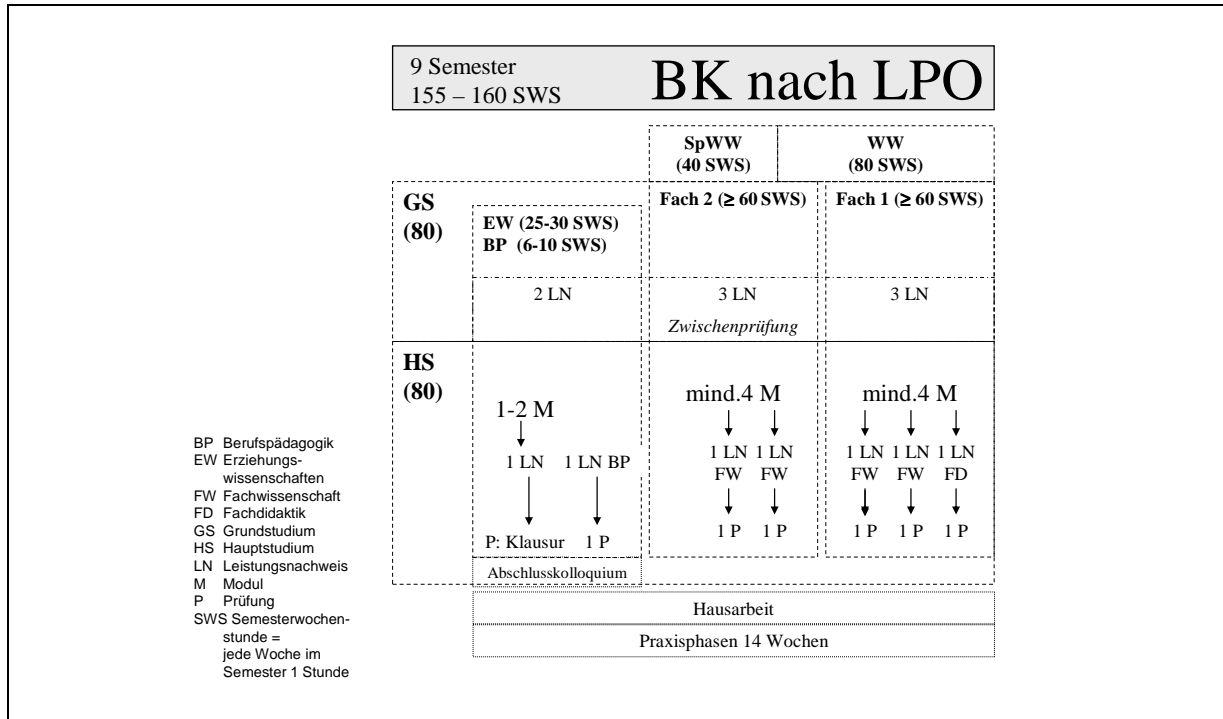 9 Semester
155 – 160 SWS
BK nach LPO
SpWW
(40 SWS)
WW
(80 SWS)
GS
(80)
EW (25-30 SWS)
BP (6-10 SWS)
Fach 2 (≥ 60 SWS)
Fach 1 (≥ 60 SWS)
2 LN
3 LN
3 LN
Zwischenprüfung
HS
(80)
1-2 M
mind.4 M
mind.4 M
1 LN
1 LN BP
1 LN
FW
1 LN
FW
1 LN
FW
1 LN
FW
1 LN
FD
P: Klausur
1 P
1 P
1 P
1 P
1 P
1 P
Abschlusskolloquium
Hausarbeit
Praxisphasen 14 Wochen
BP Berufspädagogik
EW Erziehungs-
wissenschaften
FW Fachwissenschaft
FD Fachdidaktik
GS Grundstudium
HS Hauptstudium
LN Leistungsnachweis
M Modul
P Prüfung
SWS Semesterwochen-
stunde =
jede Woche im
Semester 1 Stunde